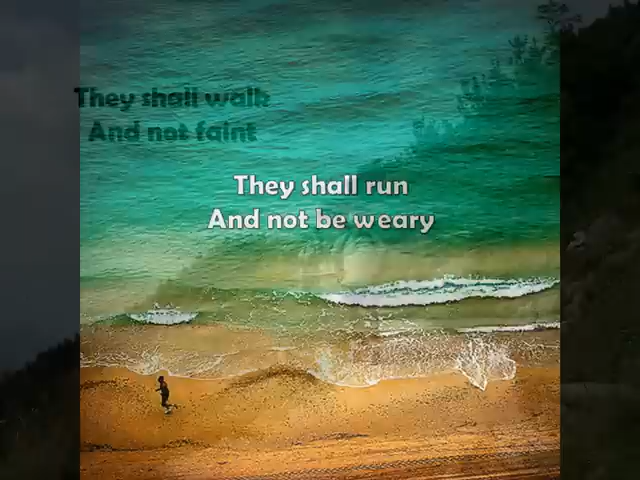 They shall walk
And not faint
They shall run
And not be weary